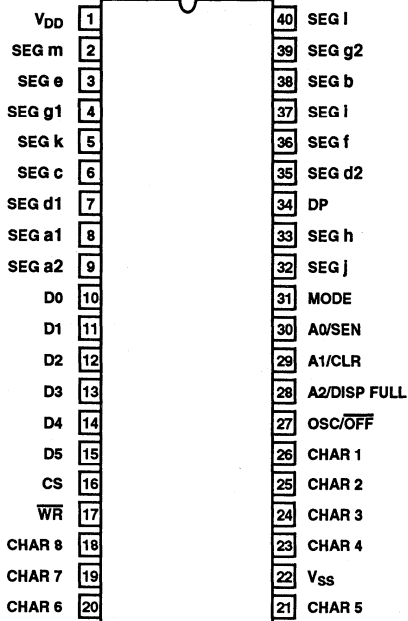 VDD 1 40 SEG l
SEG m 2 39 SEG g2
SEG e 3 38 SEG b
SEG g1 4 37 SEG i
SEG k 5 36 SEG f
SEG c 6 35 SEG d2
SEG d1 7 34 DP
SEG a1 8 33 SEG h
SEG a2 9 32 SEG j
D0 10 31 MODE
D1 11 30 A0/SEN
D2 12 29 A1/CLR
D3 13 28 A2/DISP FULL
D4 14 27 OSC/O̅F̅F̅
D5 15 26 CHAR 1
CS 16 25 CHAR 2
W̅R̅ 17 24 CHAR 3
CHAR 8 18 23 CHAR 4
CHAR 7 19 22 VSS
CHAR 6 20 21 CHAR 5